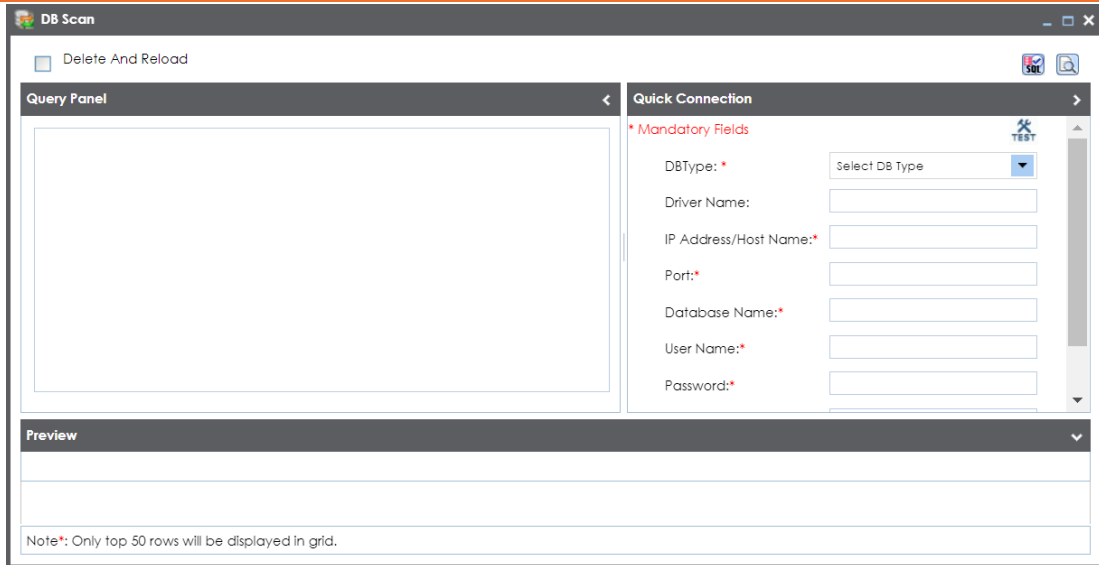 DB Scan
Delete And Reload
SQL
Query Panel
Quick Connection
* Mandatory Fields
TEST
DBType: *
Select DB Type
Driver Name:
IP Address/Host Name:*
Port:*
Database Name:*
User Name:*
Password:*
Preview
Note*: Only top 50 rows will be displayed in grid.